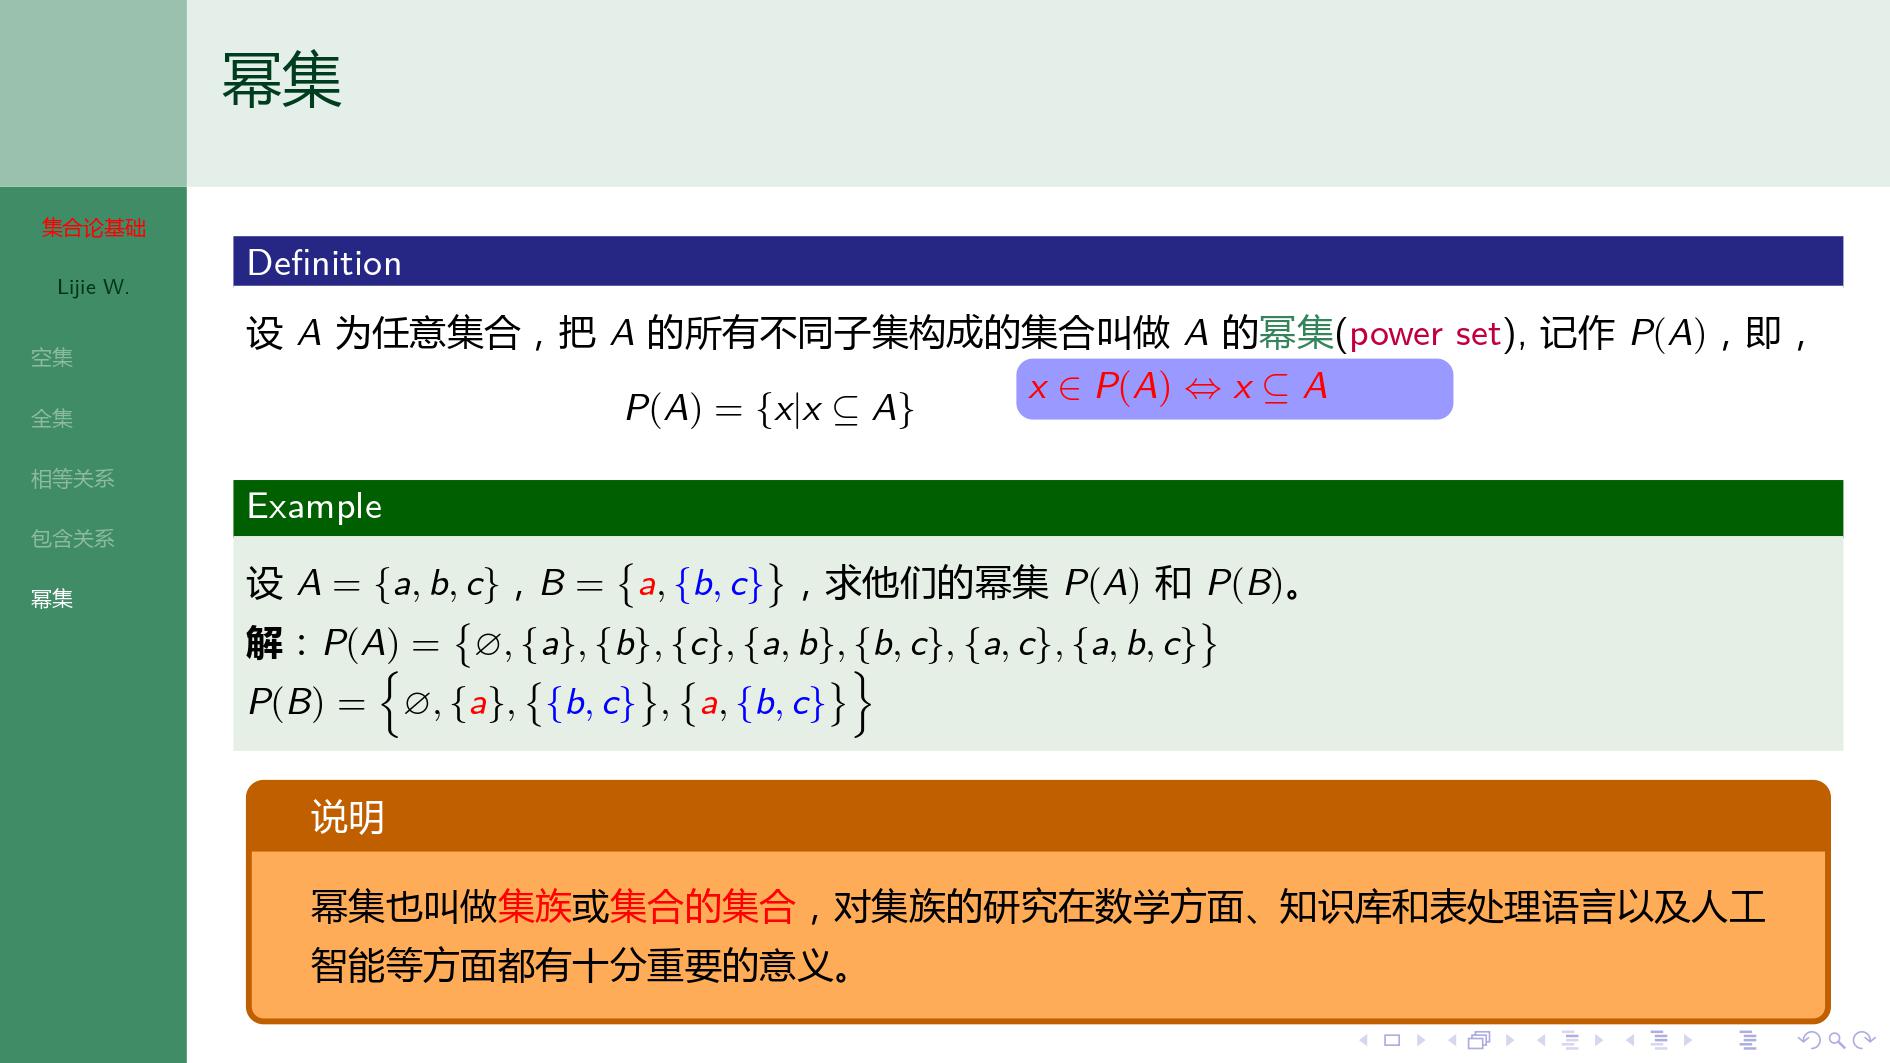 幂集
集合论基础
Lijie W.
空集
全集
相等关系
包含关系
幂集
Definition
设 A 为任意集合，把 A 的所有不同子集构成的集合叫做 A 的幂集(power set), 记作 P(A)，即，
P(A) = {x|x ⊆ A}
x ∈ P(A) ⇔ x ⊆ A
Example
设 A = {a, b, c}，B = {a, {b, c}}，求他们的幂集 P(A) 和 P(B)。
解：P(A) = {∅, {a}, {b}, {c}, {a, b}, {b, c}, {a, c}, {a, b, c}}
P(B) = {∅, {a}, {{b, c}}, {a, {b, c}}}
说明
幂集也叫做集族或集合的集合，对集族的研究在数学方面、知识库和表处理语言以及人工
智能等方面都有十分重要的意义。